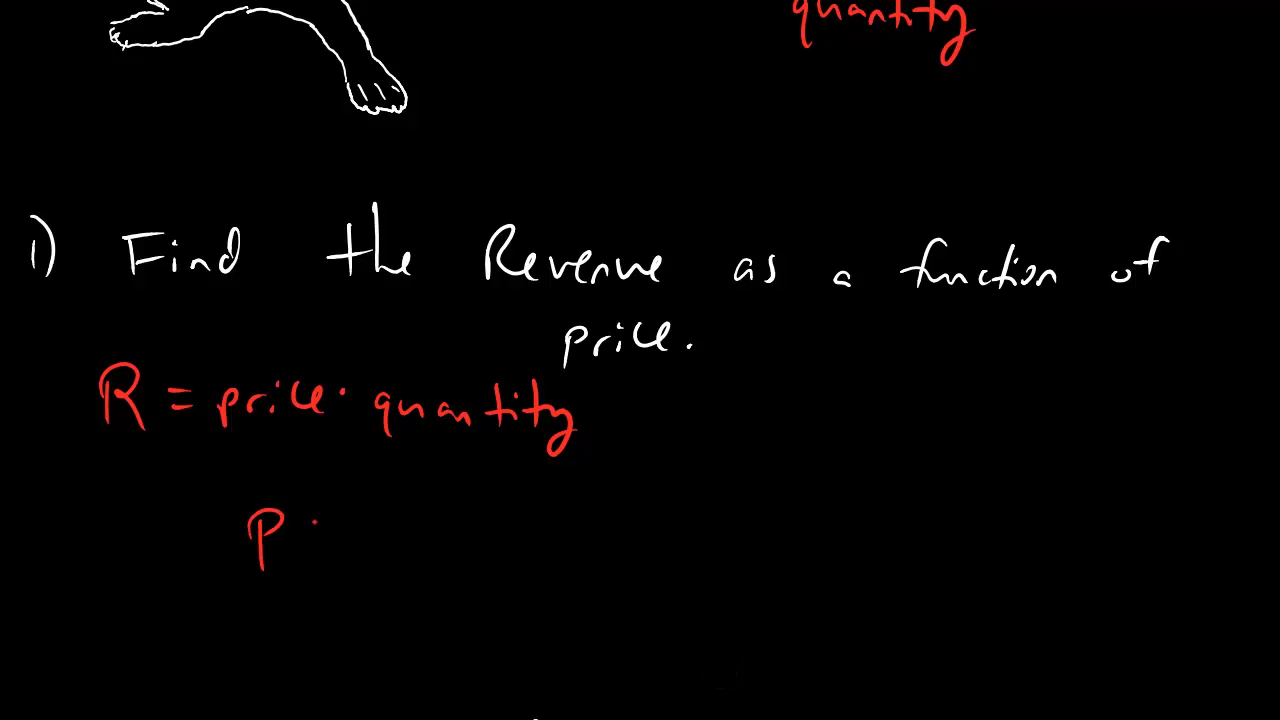 quantity
1) Find the Revenue as a function of
price.
R = price · quantity
P ·